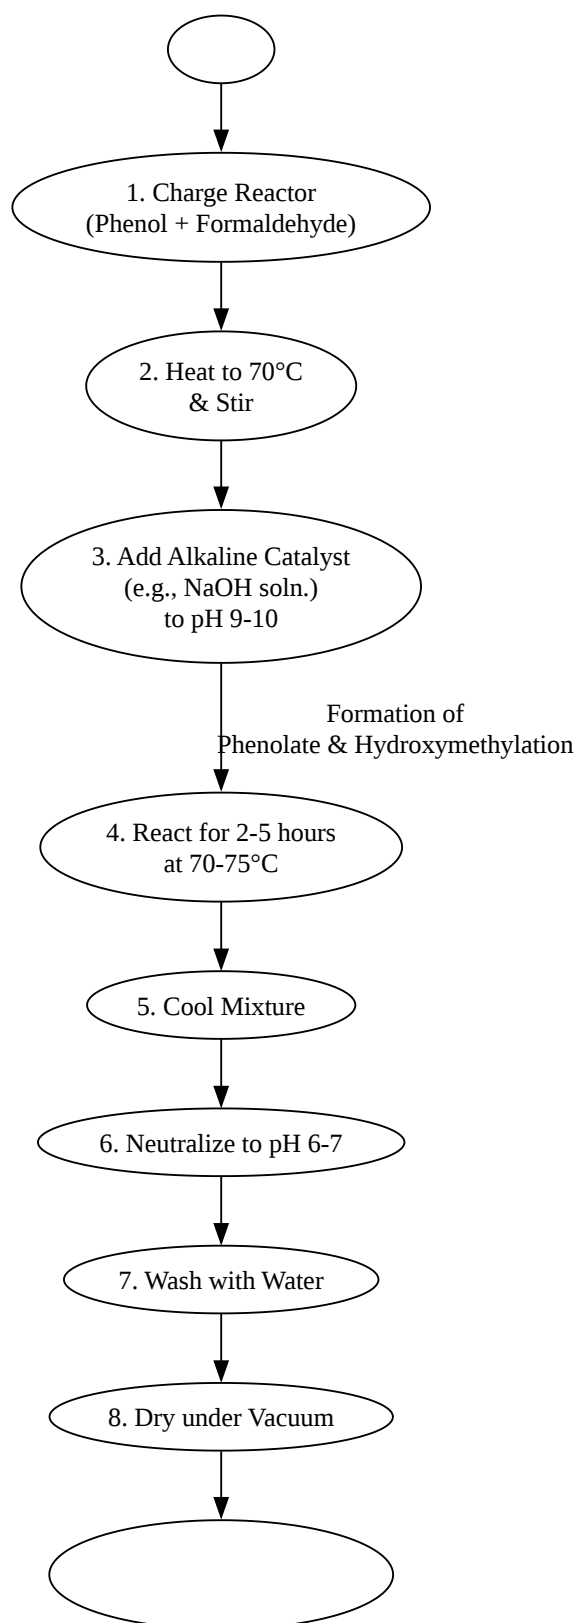 1. Charge Reactor
(Phenol + Formaldehyde)
2. Heat to 70°C
& Stir
3. Add Alkaline Catalyst
(e.g., NaOH soln.)
to pH 9-10
Formation of
Phenolate & Hydroxymethylation
4. React for 2-5 hours
at 70-75°C
5. Cool Mixture
6. Neutralize to pH 6-7
7. Wash with Water
8. Dry under Vacuum